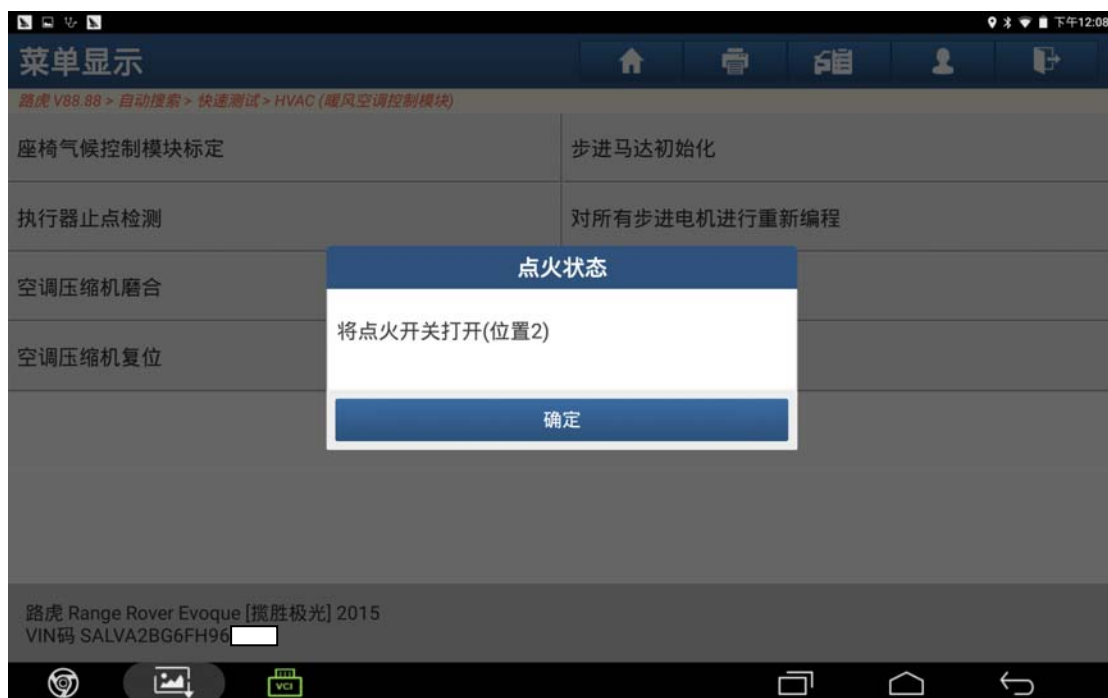 下午12:08
菜单显示
路虎 V88.88 > 自动搜索 > 快速测试 > HVAC (暖风空调控制模块)
座椅气候控制模块标定
步进马达初始化
执行器止点检测
对所有步进电机进行重新编程
空调压缩机磨合
空调压缩机复位
点火状态
将点火开关打开(位置2)
确定
路虎 Range Rover Evoque [揽胜极光] 2015
VIN码 SALVA2BG6FH96
VCI